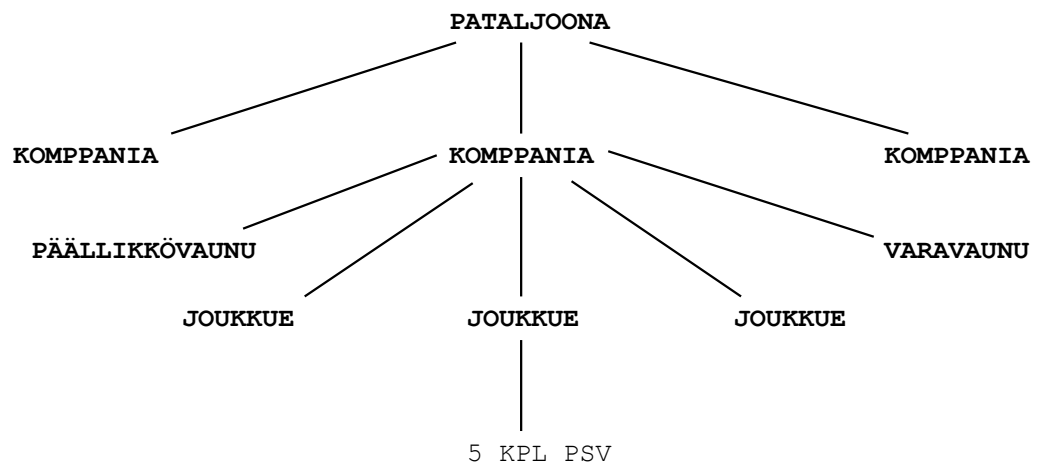 PATALJOONA
KOMPPANIA KOMPPANIA KOMPPANIA
PÄÄLLIKKÖVAUNU VARAVAUNU
JOUKKUE JOUKKUE JOUKKUE
5 KPL PSV